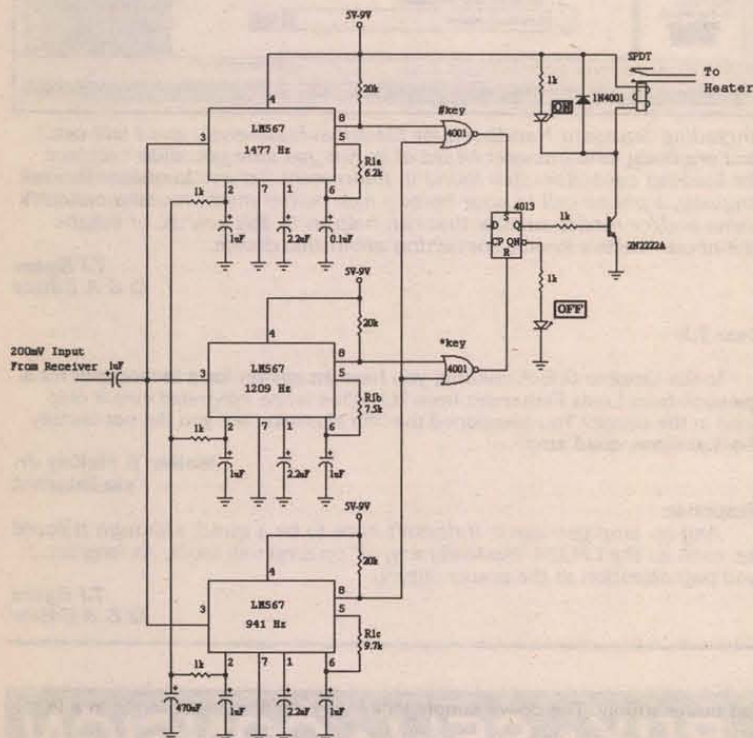 5V-9V
SPDT
To
Heater
20k
1k
1N4001
ON
4
#key
LM567
1477 Hz
8
4001
3
5
R1a
6.2k
1k
2
7
1
6
4013
S
D
Q
1k
CP
QN
R
2N2222A
1uF
2.2uF
0.1uF
5V-9V
1k
20k
OFF
4
*key
200mV Input
From Receiver
1uF
LM567
1209 Hz
8
4001
3
5
R1b
7.5k
1k
2
7
1
6
1uF
2.2uF
1uF
5V-9V
20k
4
LM567
941 Hz
8
3
5
R1c
9.7k
1k
2
7
1
6
470uF
1uF
2.2uF
1uF